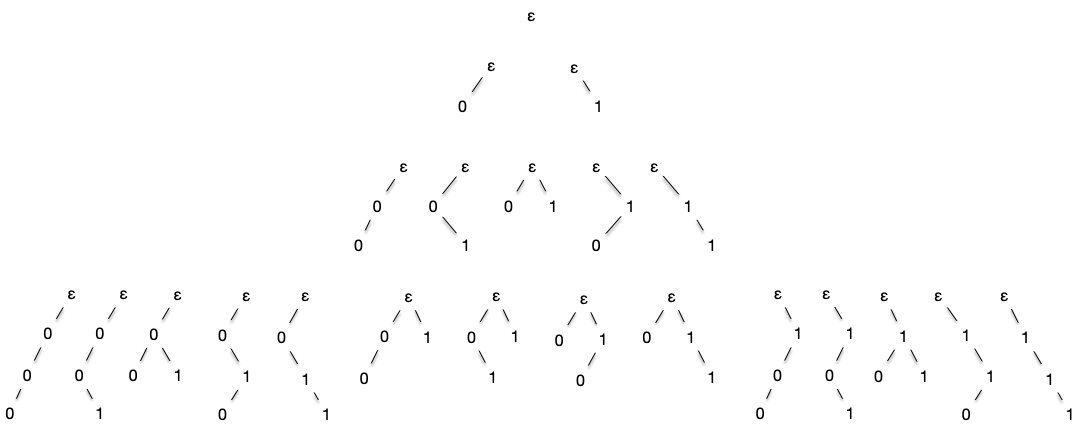 ε
ε ε
0 1
ε ε ε ε ε
0 0 0 1 1 1
0 1 0 1
ε ε ε ε ε ε ε ε ε ε ε ε ε ε
0 0 0 0 0 0 1 0 1 0 1 0 1 1 1 1 1 1
0 0 0 1 1 1 0 1 0 1 0 0 0 1 1 1
0 1 0 1 0 1 0 1